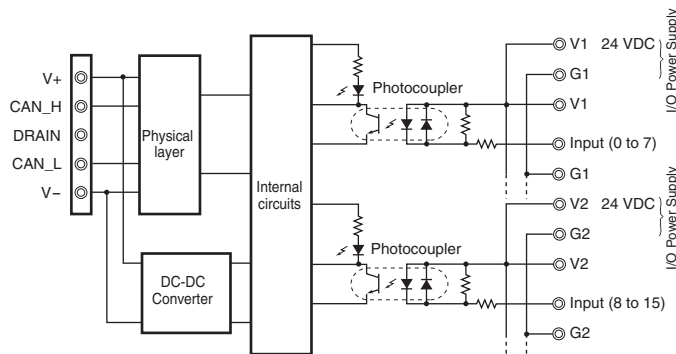 V+
CAN_H
DRAIN
CAN_L
V−
Physical
layer
DC-DC
Converter
Internal
circuits
Photocoupler
Photocoupler
V1 24 VDC
G1
V1
Input (0 to 7)
G1
I/O Power Supply
V2 24 VDC
G2
V2
Input (8 to 15)
G2
I/O Power Supply